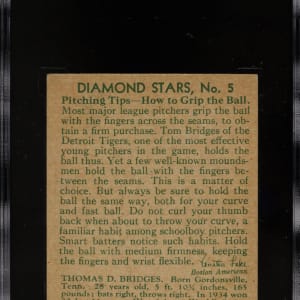 DIAMOND STARS, No. 5
Pitching Tips—How to Grip the Ball.
Most major league pitchers grip the ball
with the fingers across the seams, to ob-
tain a firm purchase. Tom Bridges of the
Detroit Tigers, one of the most effective
young pitchers in the game, holds the
ball thus. Yet a few well-known mounds-
men hold the ball with the fingers be-
tween the seams. This is a matter of
choice. But always be sure to hold the
ball the same way, both for your curve
and fast ball. Do not curl your thumb
back when about to throw your curve, a
familiar habit among schoolboy pitchers.
Smart batters notice such habits. Hold
the ball with medium firmness, keeping
the fingers and wrist flexible.
Boston American
THOMAS D. BRIDGES. Born Gordonsville,
Tenn. 28 years old, 5 ft. 10½ inches, 165
pounds; bats right, throws right. In 1934 won